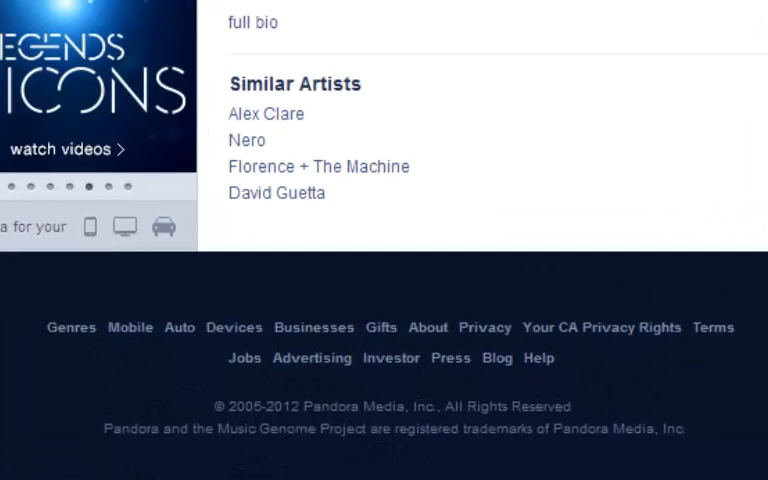 full bio
EGENDS
ICONS
watch videos >
Similar Artists
Alex Clare
Nero
Florence + The Machine
David Guetta
a for your
Genres Mobile Auto Devices Businesses Gifts About Privacy Your CA Privacy Rights Terms
Jobs Advertising Investor Press Blog Help
© 2005-2012 Pandora Media, Inc., All Rights Reserved
Pandora and the Music Genome Project are registered trademarks of Pandora Media, Inc.